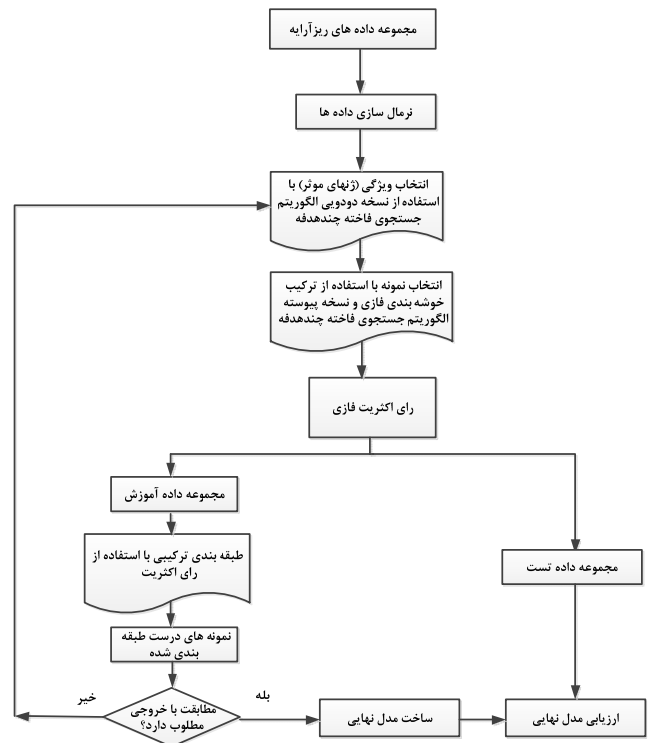 مجموعه داده های ریزآرایه
نرمال سازی داده ها
انتخاب ویژگی (ژنهای موثر) با
استفاده از نسخه دودویی الگوریتم
جستجوی فاخته چندهدفه
انتخاب نمونه با استفاده از ترکیب
خوشه بندی فازی و نسخه پیوسته
الگوریتم جستجوی فاخته چندهدفه
رای اکثریت فازی
مجموعه داده آموزش
طبقه بندی ترکیبی با استفاده از
رای اکثریت
مجموعه داده تست
نمونه های درست طبقه
بندی شده
مطابقت با خروجی
مطلوب دارد؟
خیر
بله
ساخت مدل نهایی
ارزیابی مدل نهایی